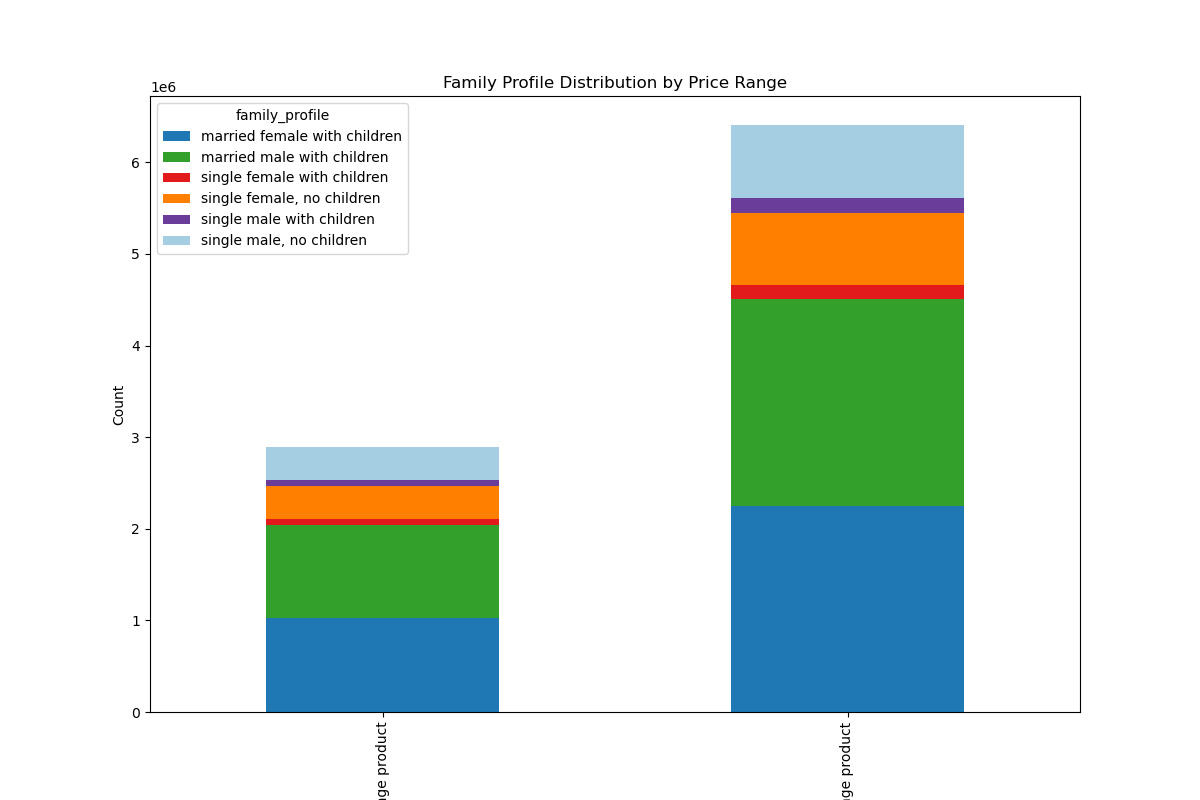 Family Profile Distribution by Price Range
1e6
family_profile
married female with children
married male with children
single female with children
single female, no children
single male with children
single male, no children
6
5
4
3
2
1
0
Count
product
product